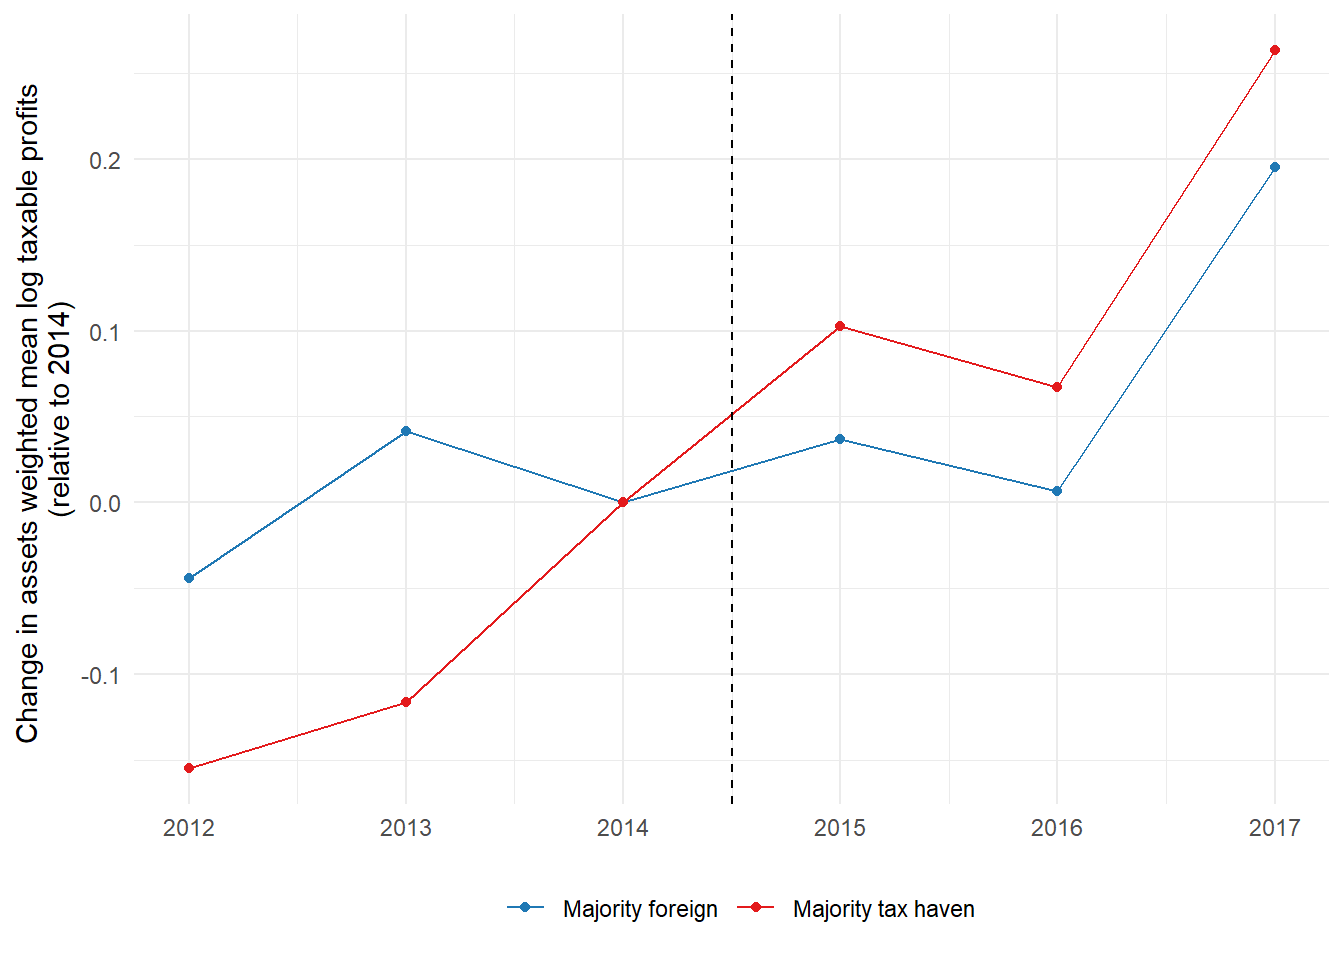 Change in assets weighted mean log taxable profits
(relative to 2014)
0.2
0.1
0.0
-0.1
2012 2013 2014 2015 2016 2017
Majority foreign Majority tax haven